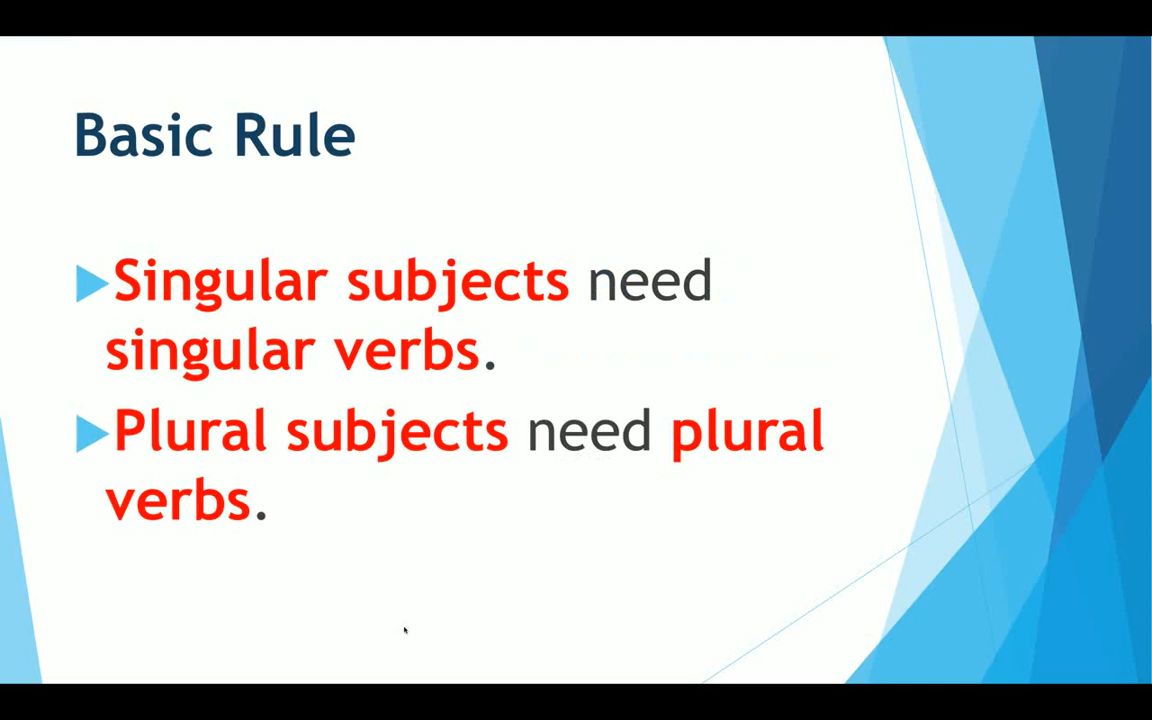 Basic Rule
Singular subjects need
singular verbs.
Plural subjects need plural
verbs.